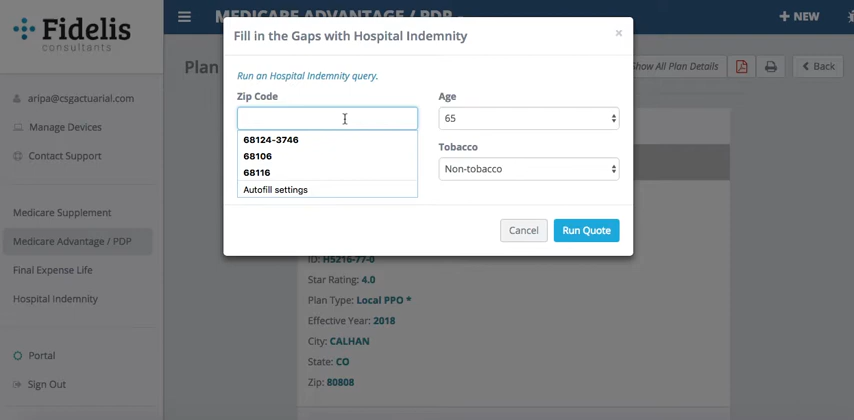 Fidelis
consultants
aripa@csgactuarial.com
Manage Devices
Contact Support
Medicare Supplement
Medicare Advantage / PDP
Final Expense Life
Hospital Indemnity
Portal
Sign Out
MEDICARE ADVANTAGE / PDP
+ NEW
Plan
Show All Plan Details
Back
Fill in the Gaps with Hospital Indemnity
×
Run an Hospital Indemnity query.
Zip Code
68124-3746
68106
68116
Autofill settings
Age
65
Tobacco
Non-tobacco
Cancel
Run Quote
ID: H5216-77-0
Star Rating: 4.0
Plan Type: Local PPO *
Effective Year: 2018
City: CALHAN
State: CO
Zip: 80808